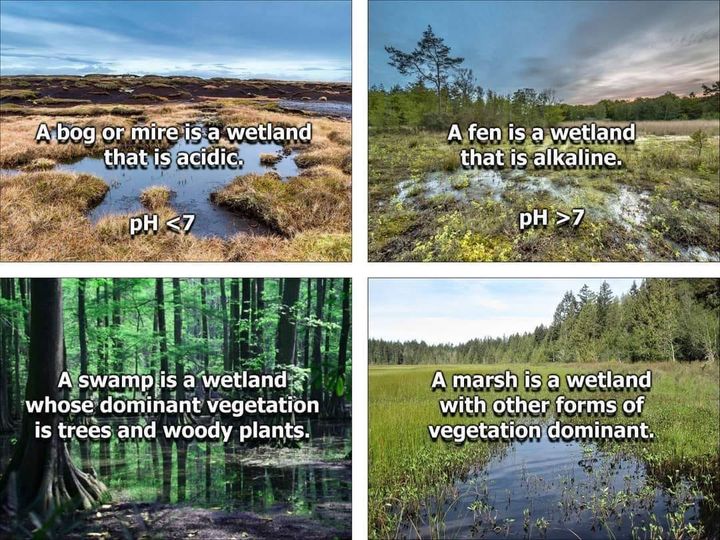 A bog or mire is a wetland
that is acidic.
pH <7
A fen is a wetland
that is alkaline.
pH >7
A swamp is a wetland
whose dominant vegetation
is trees and woody plants.
A marsh is a wetland
with other forms of
vegetation dominant.